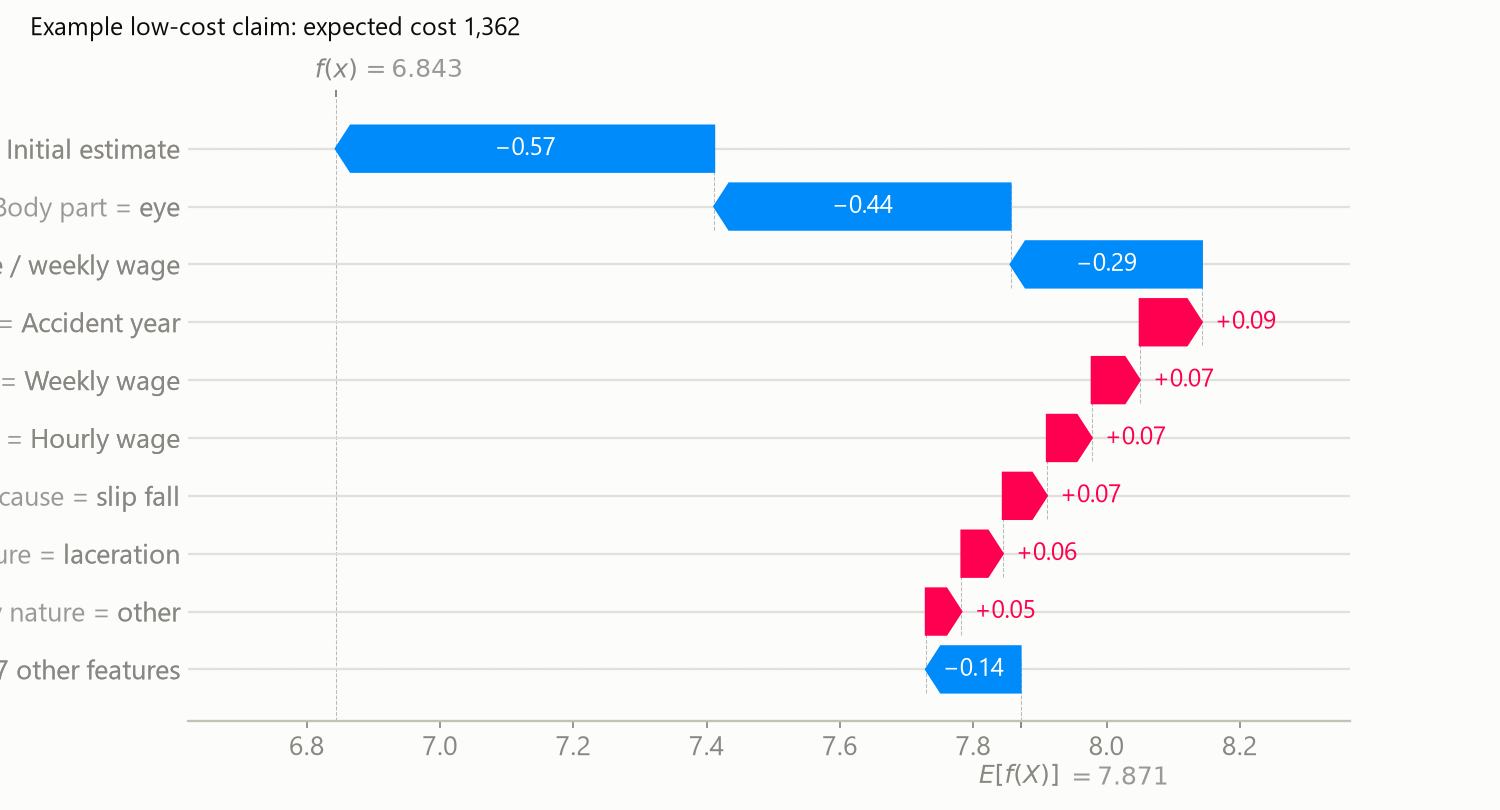 Example low-cost claim: expected cost 1,362
f(x) = 6.843
Initial estimate
−0.57
Body part = eye
−0.44
/ weekly wage
−0.29
= Accident year
+0.09
= Weekly wage
+0.07
= Hourly wage
+0.07
cause = slip fall
+0.07
= laceration
+0.06
nature = other
+0.05
7 other features
−0.14
6.8 7.0 7.2 7.4 7.6 7.8 8.0 8.2
E[f(X)] = 7.871